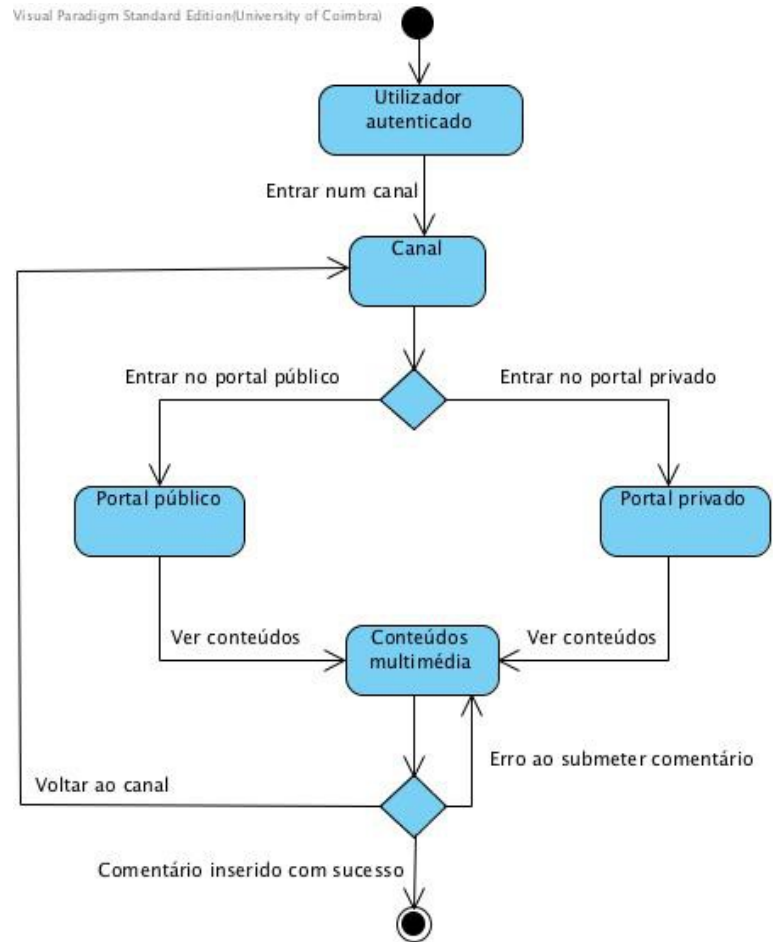 Visual Paradigm Standard Edition(University of Coimbra)
Utilizador
autenticado
Entrar num canal
Canal
Entrar no portal público
Entrar no portal privado
Portal público
Portal privado
Ver conteúdos
Conteúdos
multimédia
Ver conteúdos
Erro ao submeter comentário
Voltar ao canal
Comentário inserido com sucesso